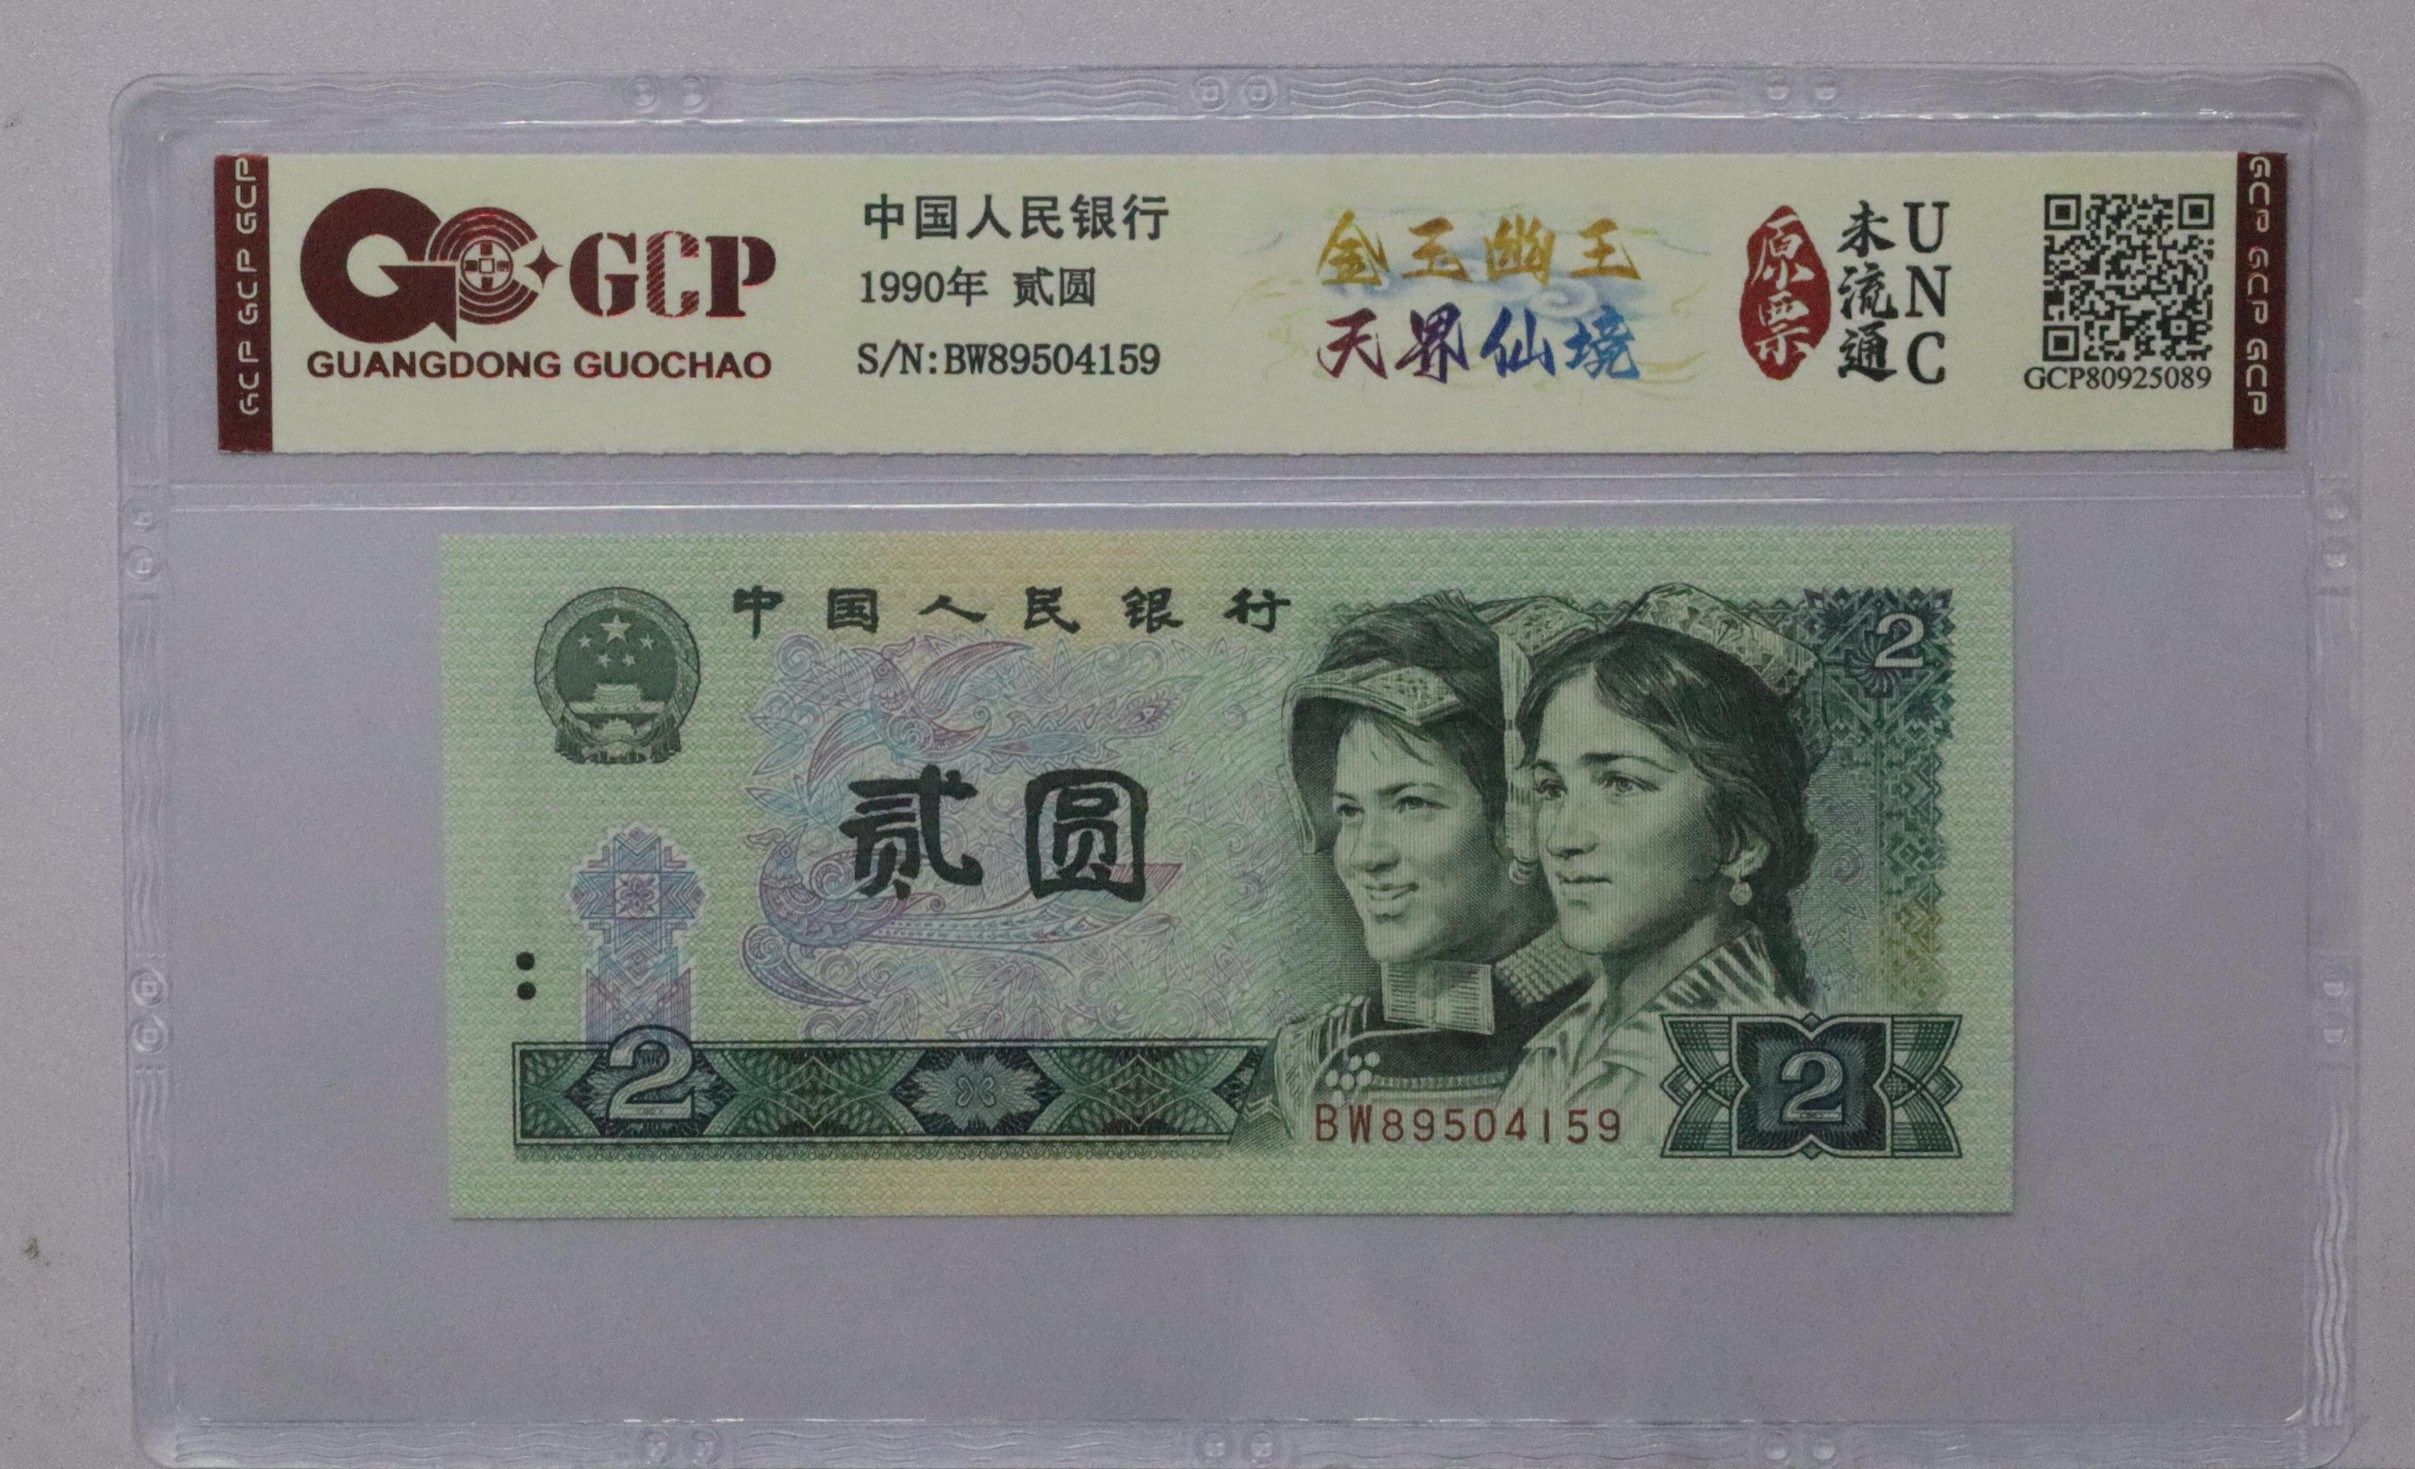 GCP GCP GCP GCP
GCP
GUANGDONG GUOCHAO
中国人民银行
1990年 贰圆
S/N:BW89504159
金玉幽王
天界仙境
原票
未流通
UNC
GCP80925089
GCP GCP GCP GCP
中国人民银行
2
贰圆
2
BW89504159
2